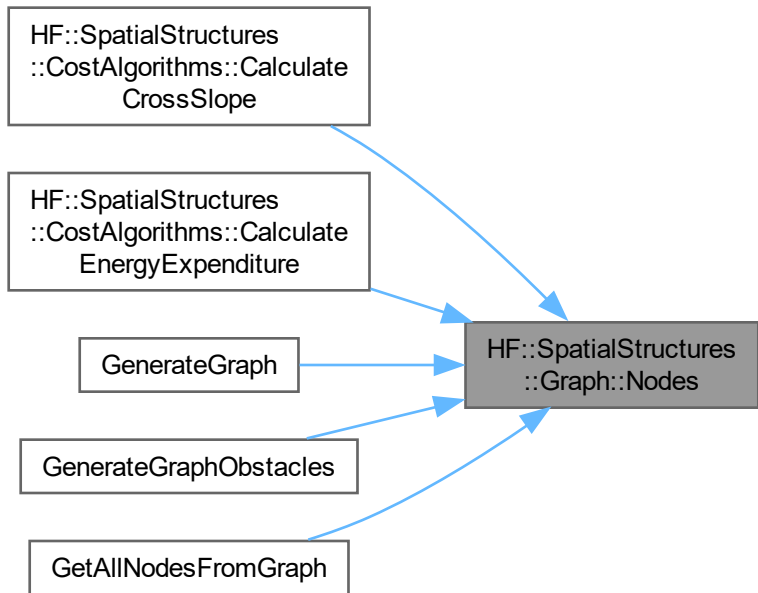 HF::SpatialStructures
::CostAlgorithms::Calculate
CrossSlope
HF::SpatialStructures
::CostAlgorithms::Calculate
EnergyExpenditure
GenerateGraph
HF::SpatialStructures
::Graph::Nodes
GenerateGraphObstacles
GetAllNodesFromGraph